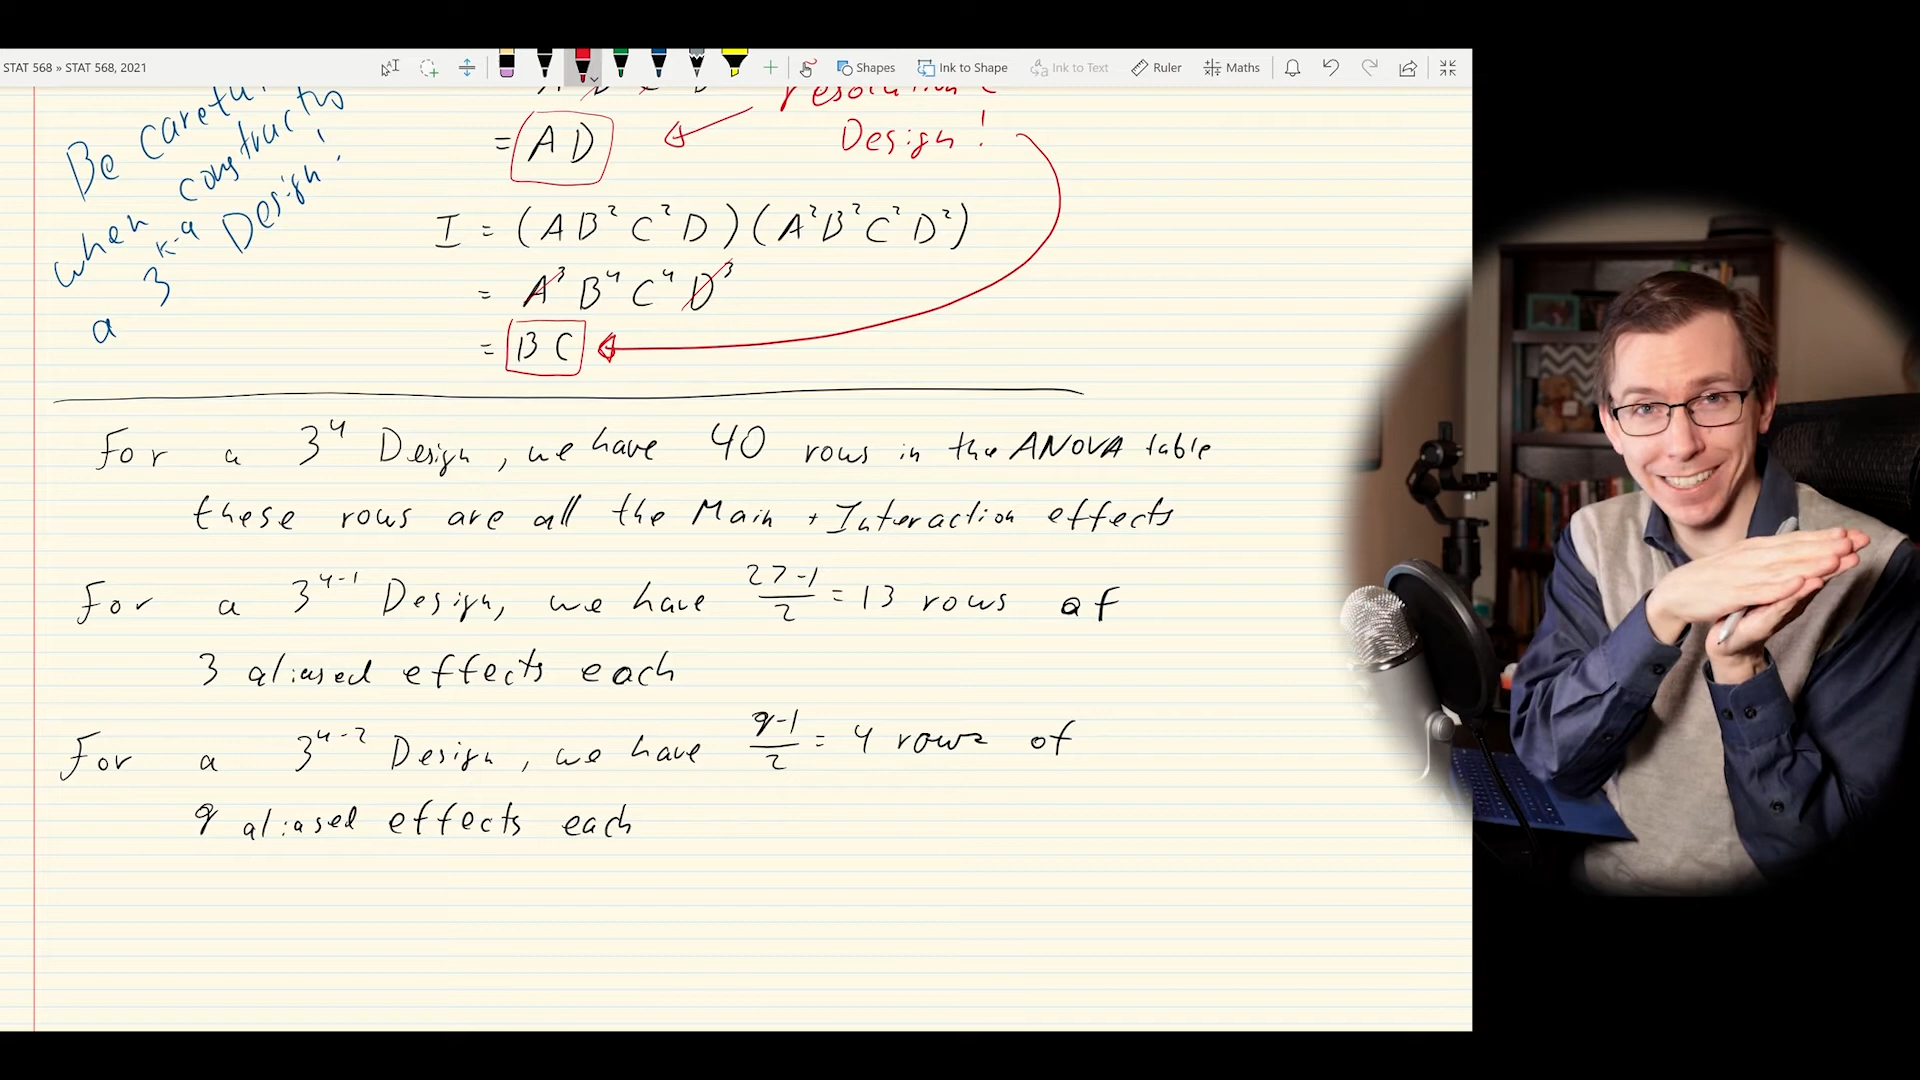 STAT 568 » STAT 568, 2021
Shapes
Ink to Shape
Ink to Text
Ruler
Maths
Be careful
when constructing
a 3^{k-q} Design!
Design!
= AD
I = (AB²C²D)(A²B²C²D²)
= A³B⁴C⁴D³
= BC
For a 3⁴ Design, we have 40 rows in the ANOVA table
these rows are all the Main + Interaction effects
For a 3^{4-1} Design, we have 27-1/2 = 13 rows of
3 aliased effects each
For a 3^{4-2} Design, we have 9-1/2 = 4 rows of
9 aliased effects each